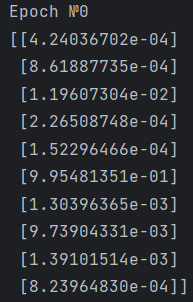 Epoch №0
[[4.24036702e-04]
[8.61887735e-04]
[1.19607304e-02]
[2.26508748e-04]
[1.52296466e-04]
[9.95481351e-01]
[1.30396365e-03]
[9.73904331e-03]
[1.39101514e-03]
[8.23964830e-04]]